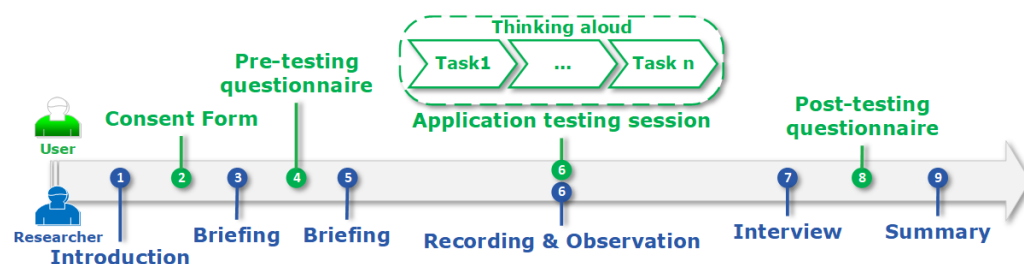 Thinking aloud
Task1
...
Task n
Pre-testing
questionnaire
Consent Form
Application testing session
Post-testing
questionnaire
User
1
2
3
4
5
6
6
7
8
9
Researcher
Introduction
Briefing
Briefing
Recording & Observation
Interview
Summary